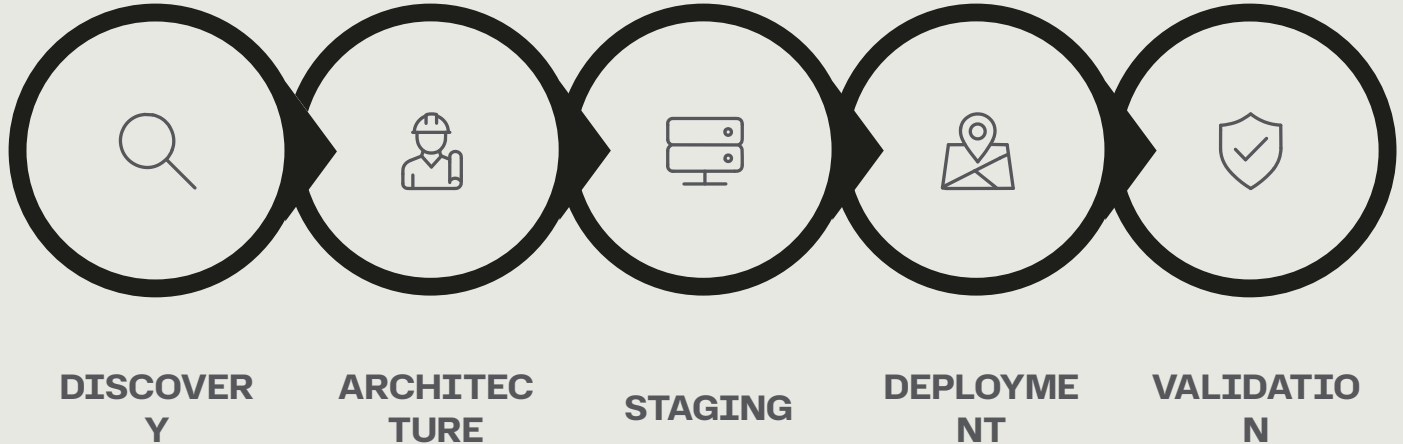 DISCOVER
Y
ARCHITEC
TURE
STAGING
DEPLOYME
NT
VALIDATIO
N